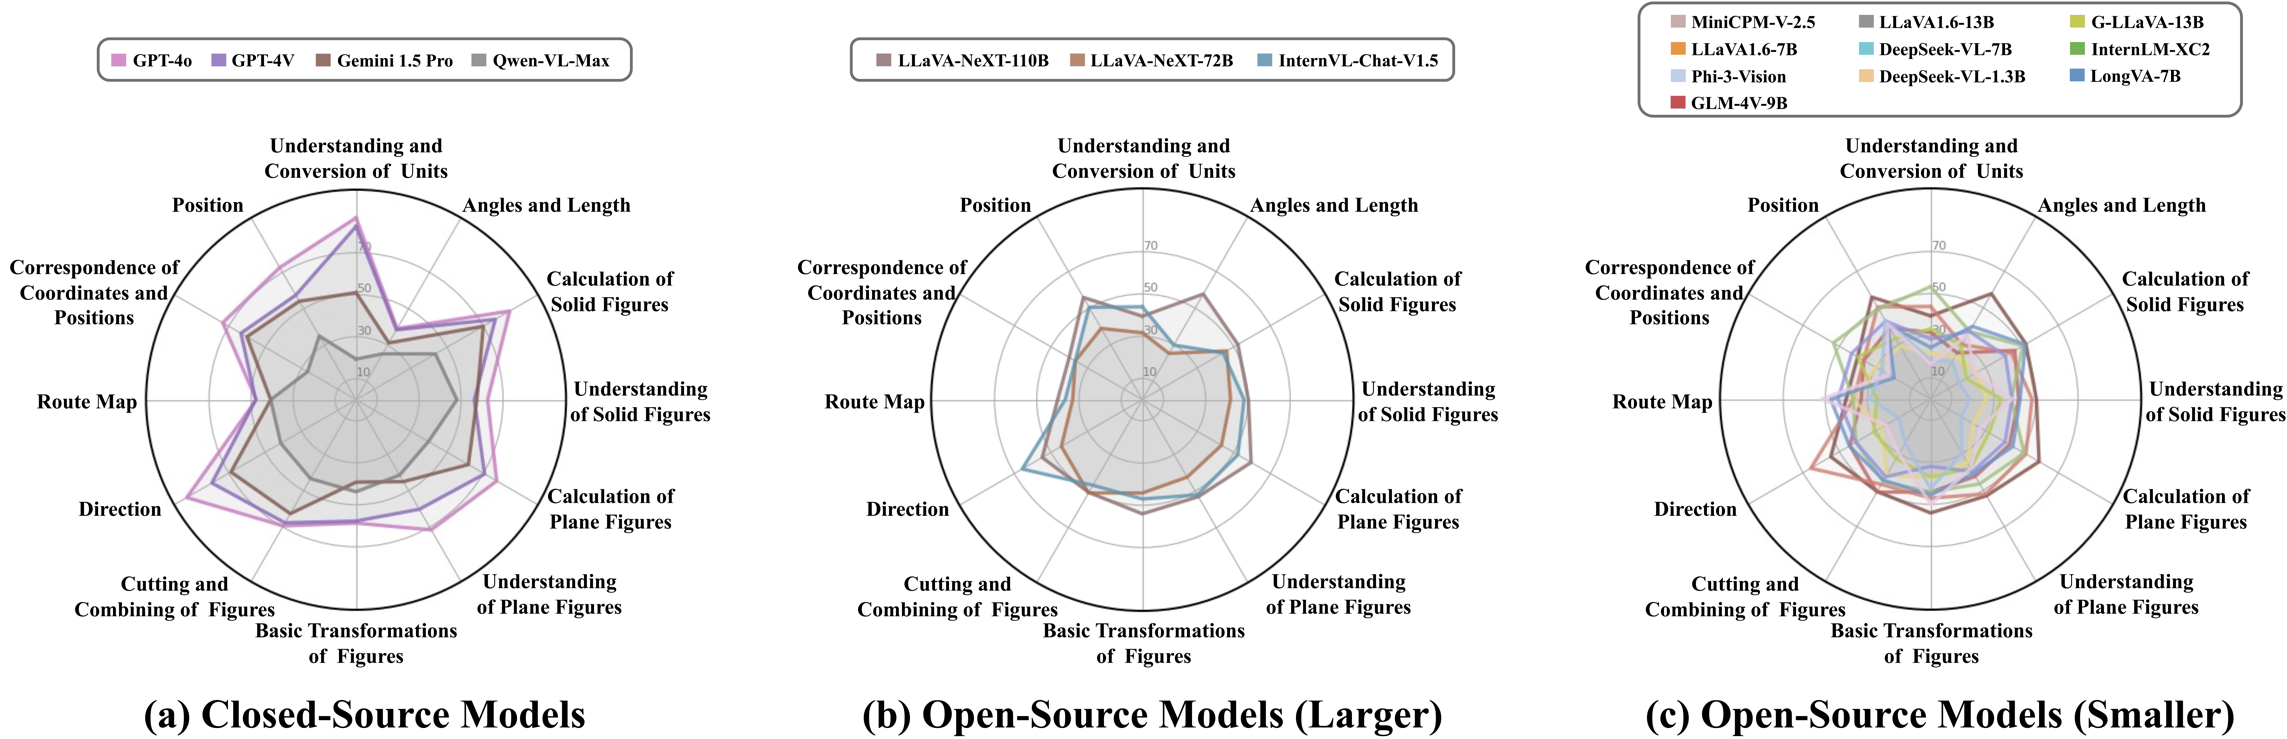 GPT-4o GPT-4V Gemini 1.5 Pro Qwen-VL-Max
Understanding and
Conversion of Units
Position
Angles and Length
Correspondence of
Coordinates and
Positions
Calculation of
Solid Figures
Route Map
Understanding
of Solid Figures
Direction
Calculation of
Plane Figures
Cutting and
Combining of Figures
Understanding
of Plane Figures
Basic Transformations
of Figures
70
50
30
10
(a) Closed-Source Models
LLaVA-NeXT-110B LLaVA-NeXT-72B InternVL-Chat-V1.5
Understanding and
Conversion of Units
Position
Angles and Length
Correspondence of
Coordinates and
Positions
Calculation of
Solid Figures
Route Map
Understanding
of Solid Figures
Direction
Calculation of
Plane Figures
Cutting and
Combining of Figures
Understanding
of Plane Figures
Basic Transformations
of Figures
70
50
30
10
(b) Open-Source Models (Larger)
MiniCPM-V-2.5 LLaVA1.6-13B G-LLaVA-13B
LLaVA1.6-7B DeepSeek-VL-7B InternLM-XC2
Phi-3-Vision DeepSeek-VL-1.3B LongVA-7B
GLM-4V-9B
Understanding and
Conversion of Units
Position
Angles and Length
Correspondence of
Coordinates and
Positions
Calculation of
Solid Figures
Route Map
Understanding
of Solid Figures
Direction
Calculation of
Plane Figures
Cutting and
Combining of Figures
Understanding
of Plane Figures
Basic Transformations
of Figures
70
50
30
10
(c) Open-Source Models (Smaller)